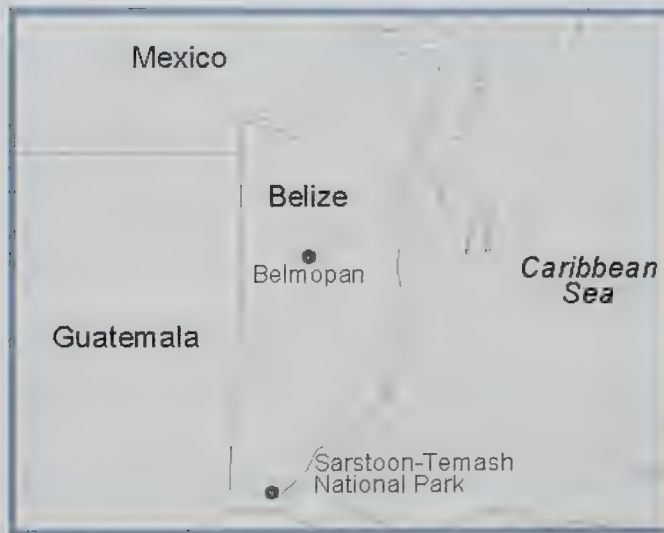 Mexico
Belize
Belmopan
Caribbean
Sea
Guatemala
Sarstoon-Temash
National Park